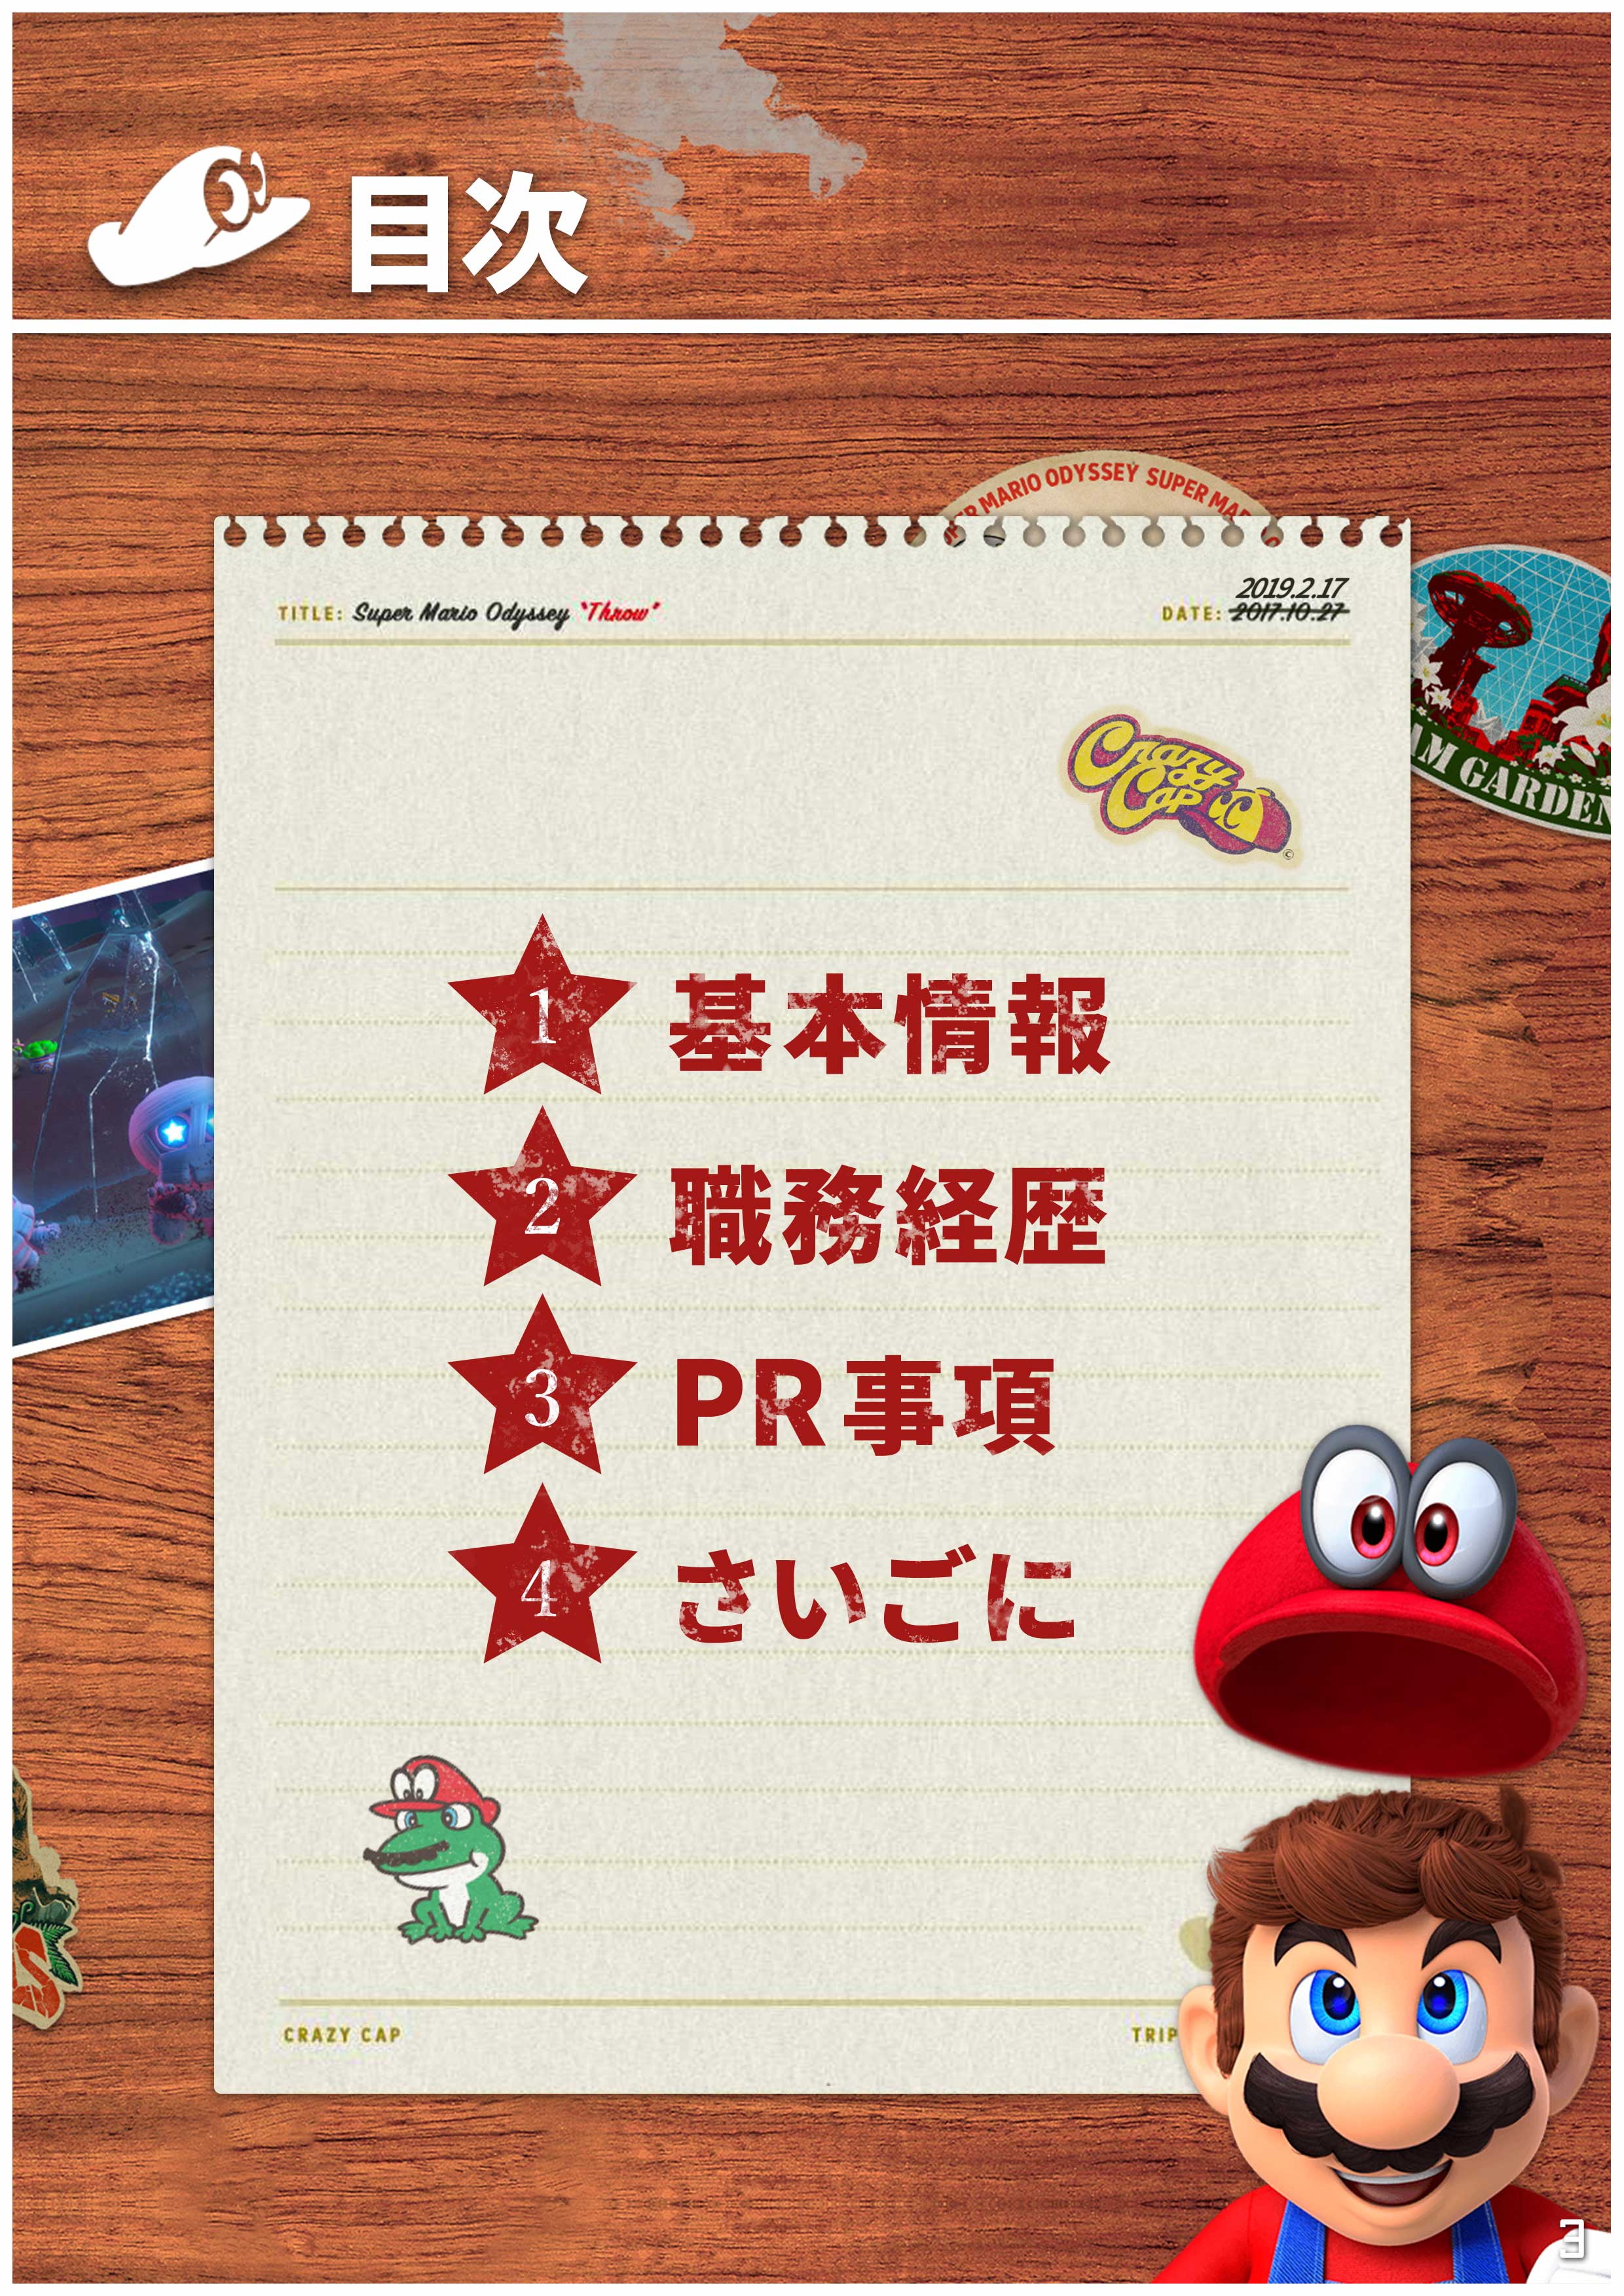 目次
MARIO ODYSSEY SUPER
2019.2.17
TITLE: Super Mario Odyssey "Throw"
DATE: 2017.10.27
GARDEN
Crazy Cap
©
1 基本情報
2 職務経歴
3 PR事項
4 さいごに
CRAZY CAP
TRIP
3